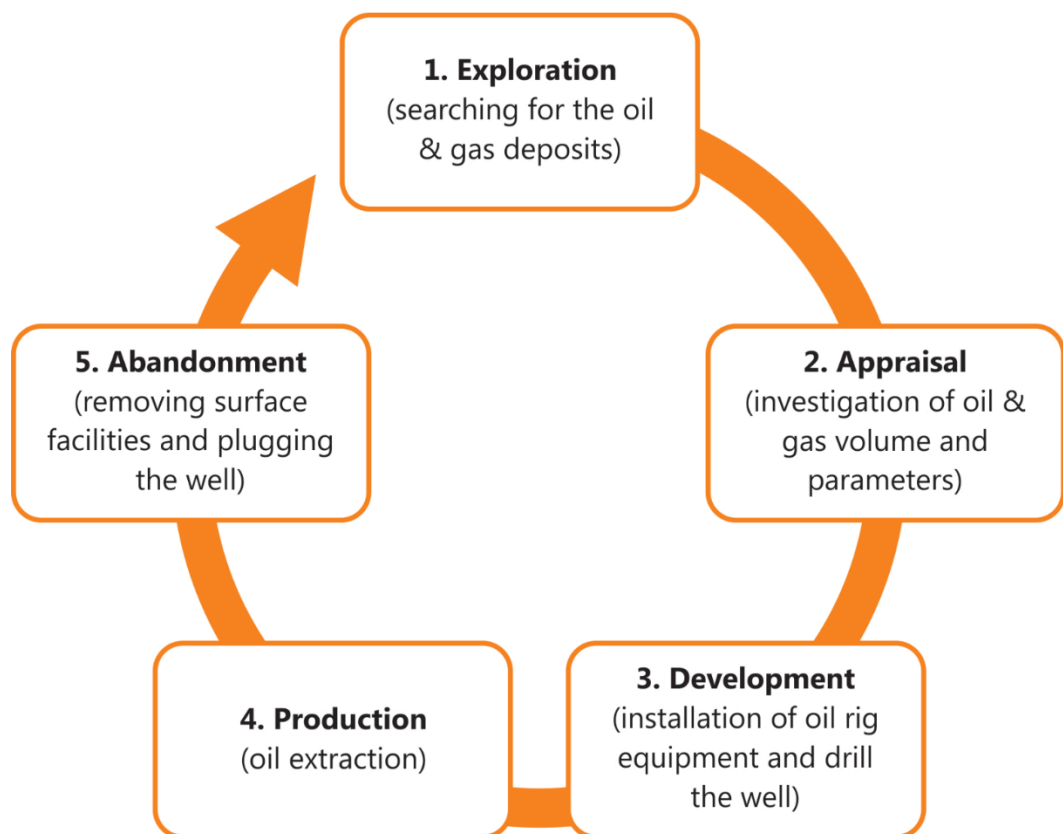 1. Exploration
(searching for the oil
& gas deposits)
2. Appraisal
(investigation of oil &
gas volume and
parameters)
3. Development
(installation of oil rig
equipment and drill
the well)
4. Production
(oil extraction)
5. Abandonment
(removing surface
facilities and plugging
the well)